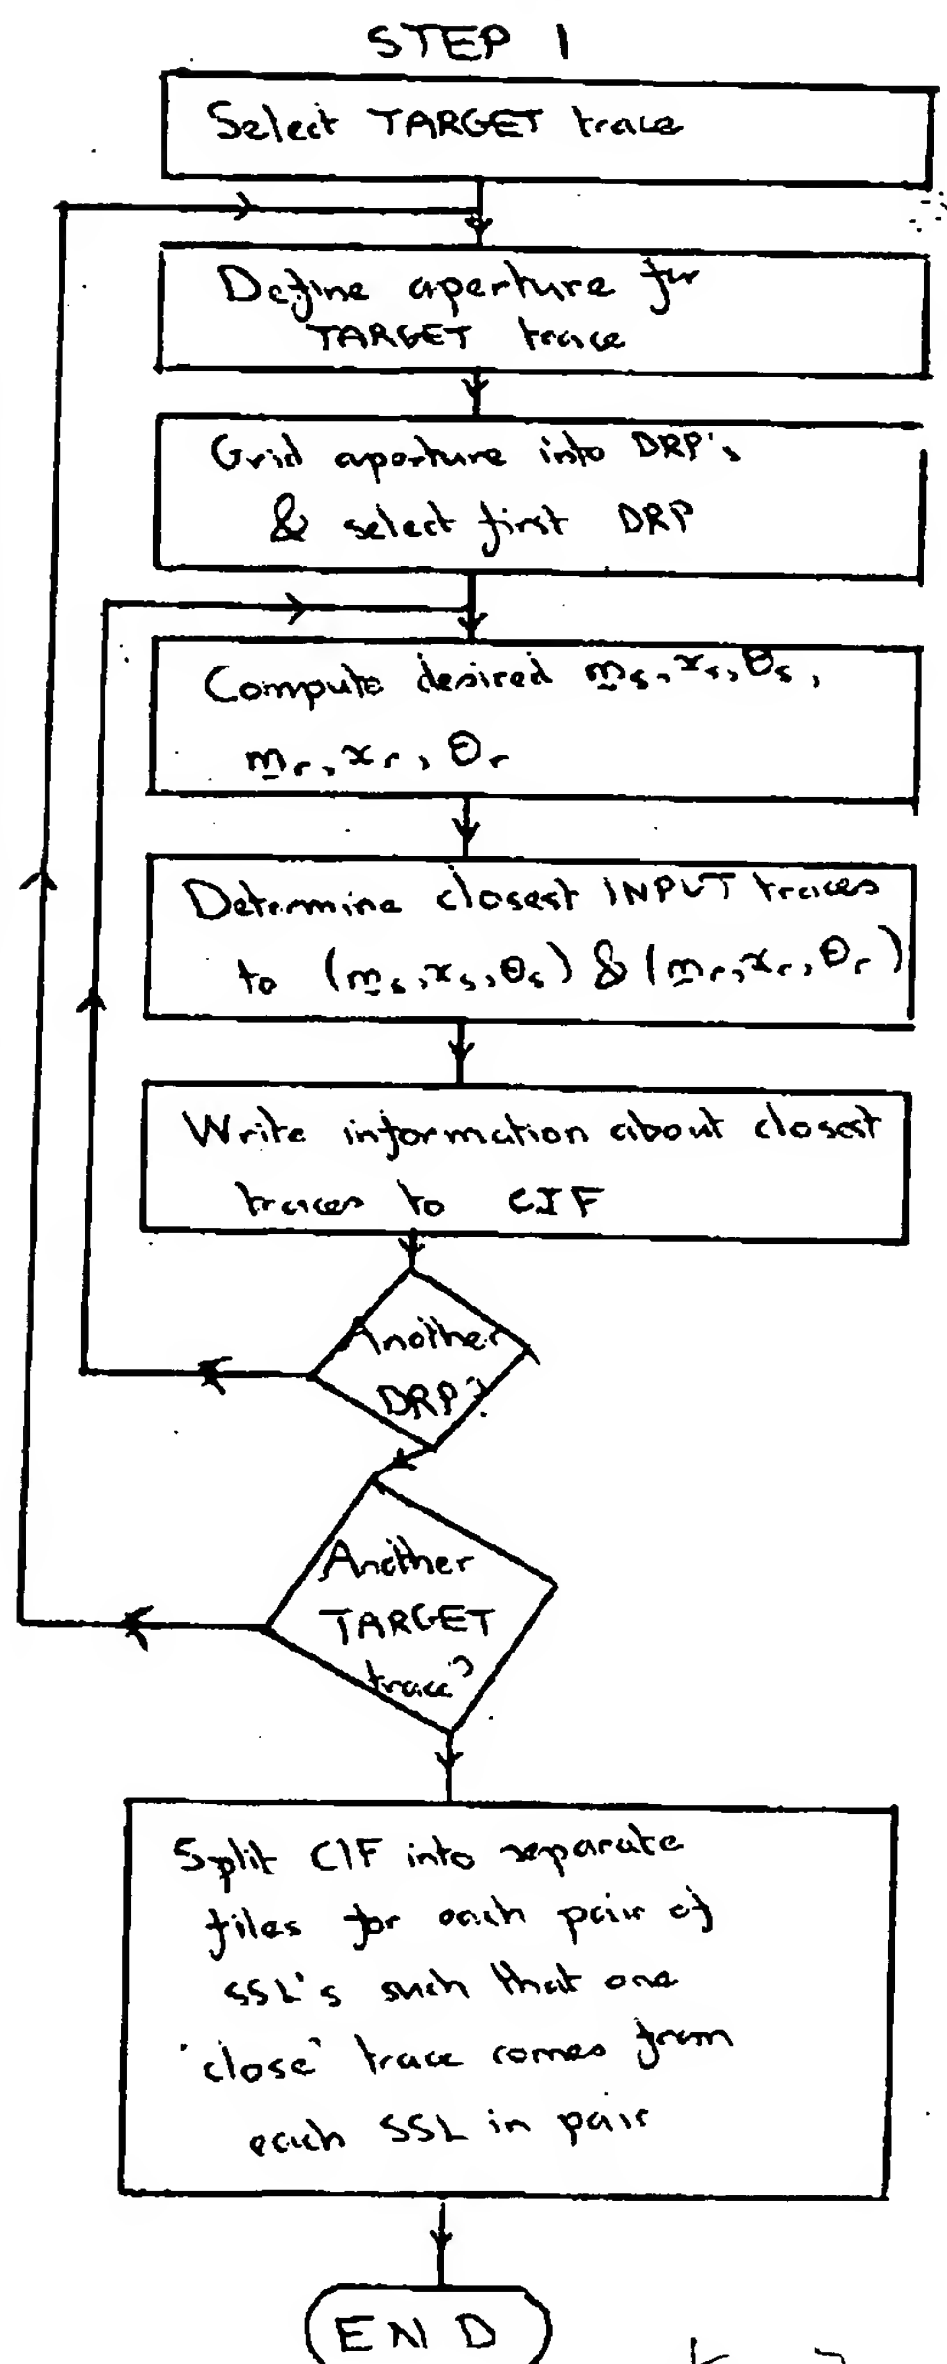 STEP 1
Select TARGET trace
Define aperture for
TARGET trace
Grid aperture into DRP's
& select first DRP
Compute desired m̲s, xs, θs,
m̲r, xr, θr
Determine closest INPUT traces
to (m̲s, xs, θs) & (m̲r, xr, θr)
Write information about closest
traces to CIF
Another
DRP?
Another
TARGET
trace?
Split CIF into separate
files for each pair of
SSL's such that one
'close' trace comes from
each SSL in pair
END